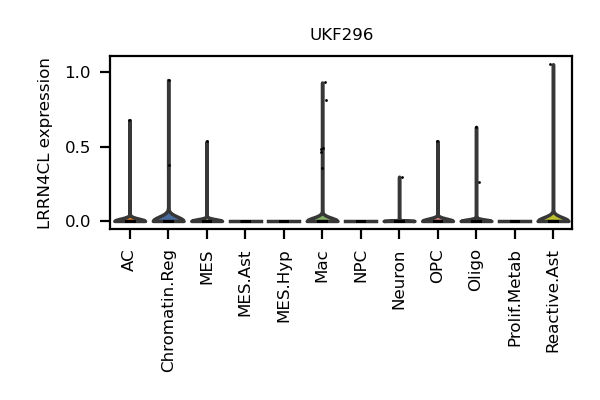 UKF296
LRRN4CL expression
1.0
0.5
0.0
AC
Chromatin.Reg
MES
MES.Ast
MES.Hyp
Mac
NPC
Neuron
OPC
Oligo
Prolif.Metab
Reactive.Ast